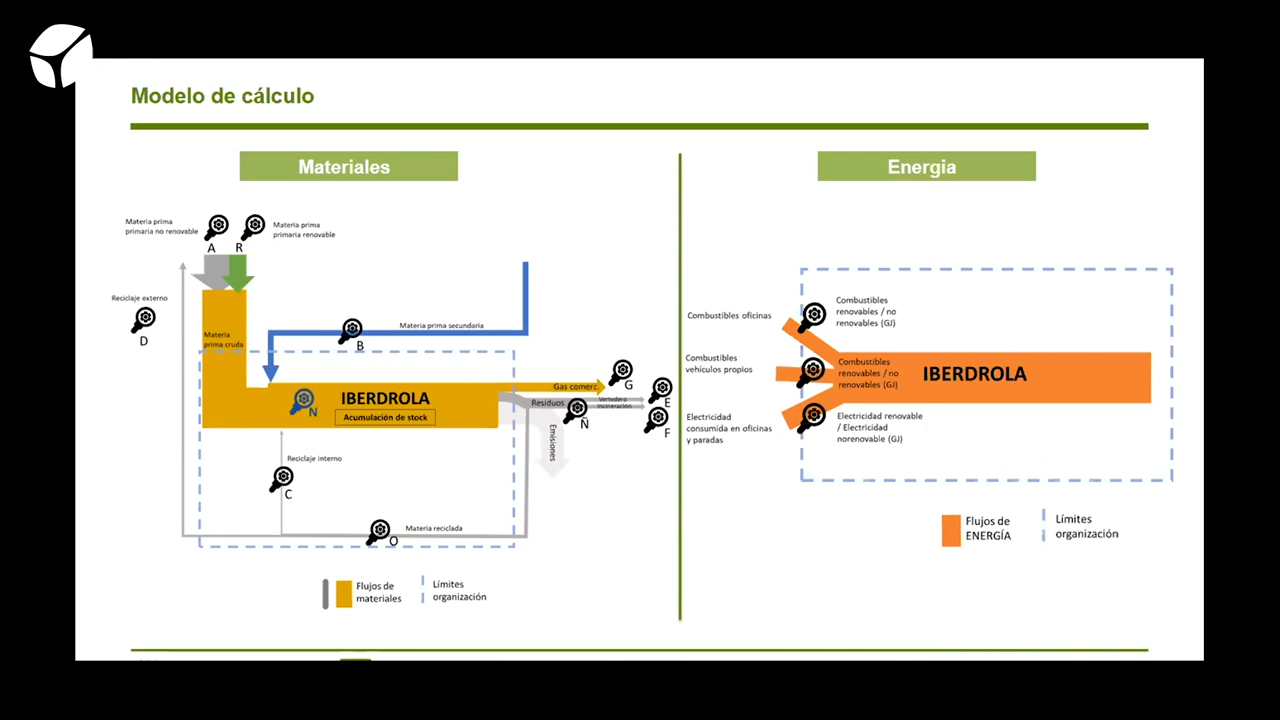 Modelo de cálculo
Materiales
Materia prima
primaria no renovable
Materia prima
primaria renovable
A
R
Reciclaje externo
D
Materia
prima cruda
Materia prima secundaria
B
N
IBERDROLA
Acumulación de stock
Gas comerc.
G
Residuos
Vertedero
Incineración
E
Ñ
F
Emisiones
Reciclaje interno
C
Materia reciclada
O
Flujos de
materiales
Límites
organización
Energia
Combustibles oficinas
Combustibles
renovables / no
renovables (GJ)
Combustibles
vehículos propios
Combustibles
renovables / no
renovables (GJ)
IBERDROLA
Electricidad
consumida en oficinas
y paradas
Electricidad renovable
/ Electricidad
norenovable (GJ)
Flujos de
ENERGÍA
Límites
organización